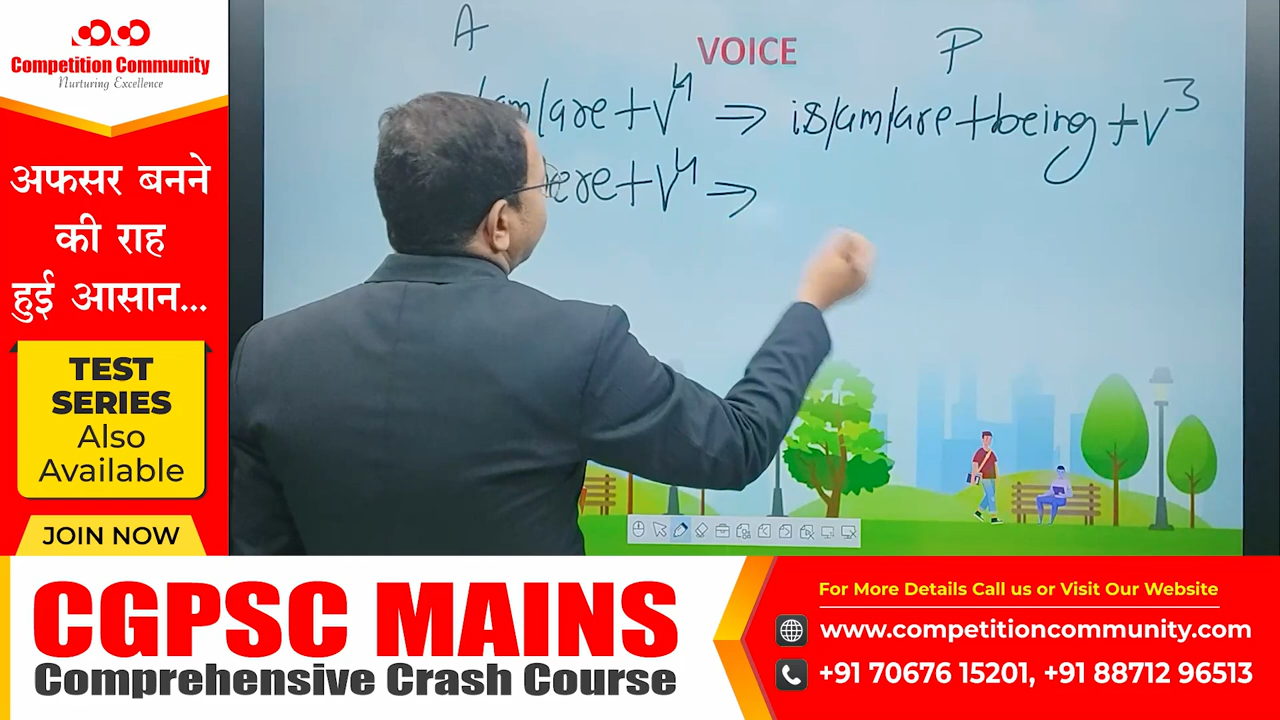 Competition Community
Nurturing Excellence
अफसर बनने
की राह
हुई आसान...
TEST
SERIES
Also
Available
JOIN NOW
A
VOICE
P
/am/are + V⁴ ⇒ is/am/are + being + V³
ere + V⁴ ⇒
CGPSC MAINS
Comprehensive Crash Course
For More Details Call us or Visit Our Website
www.competitioncommunity.com
+91 70676 15201, +91 88712 96513